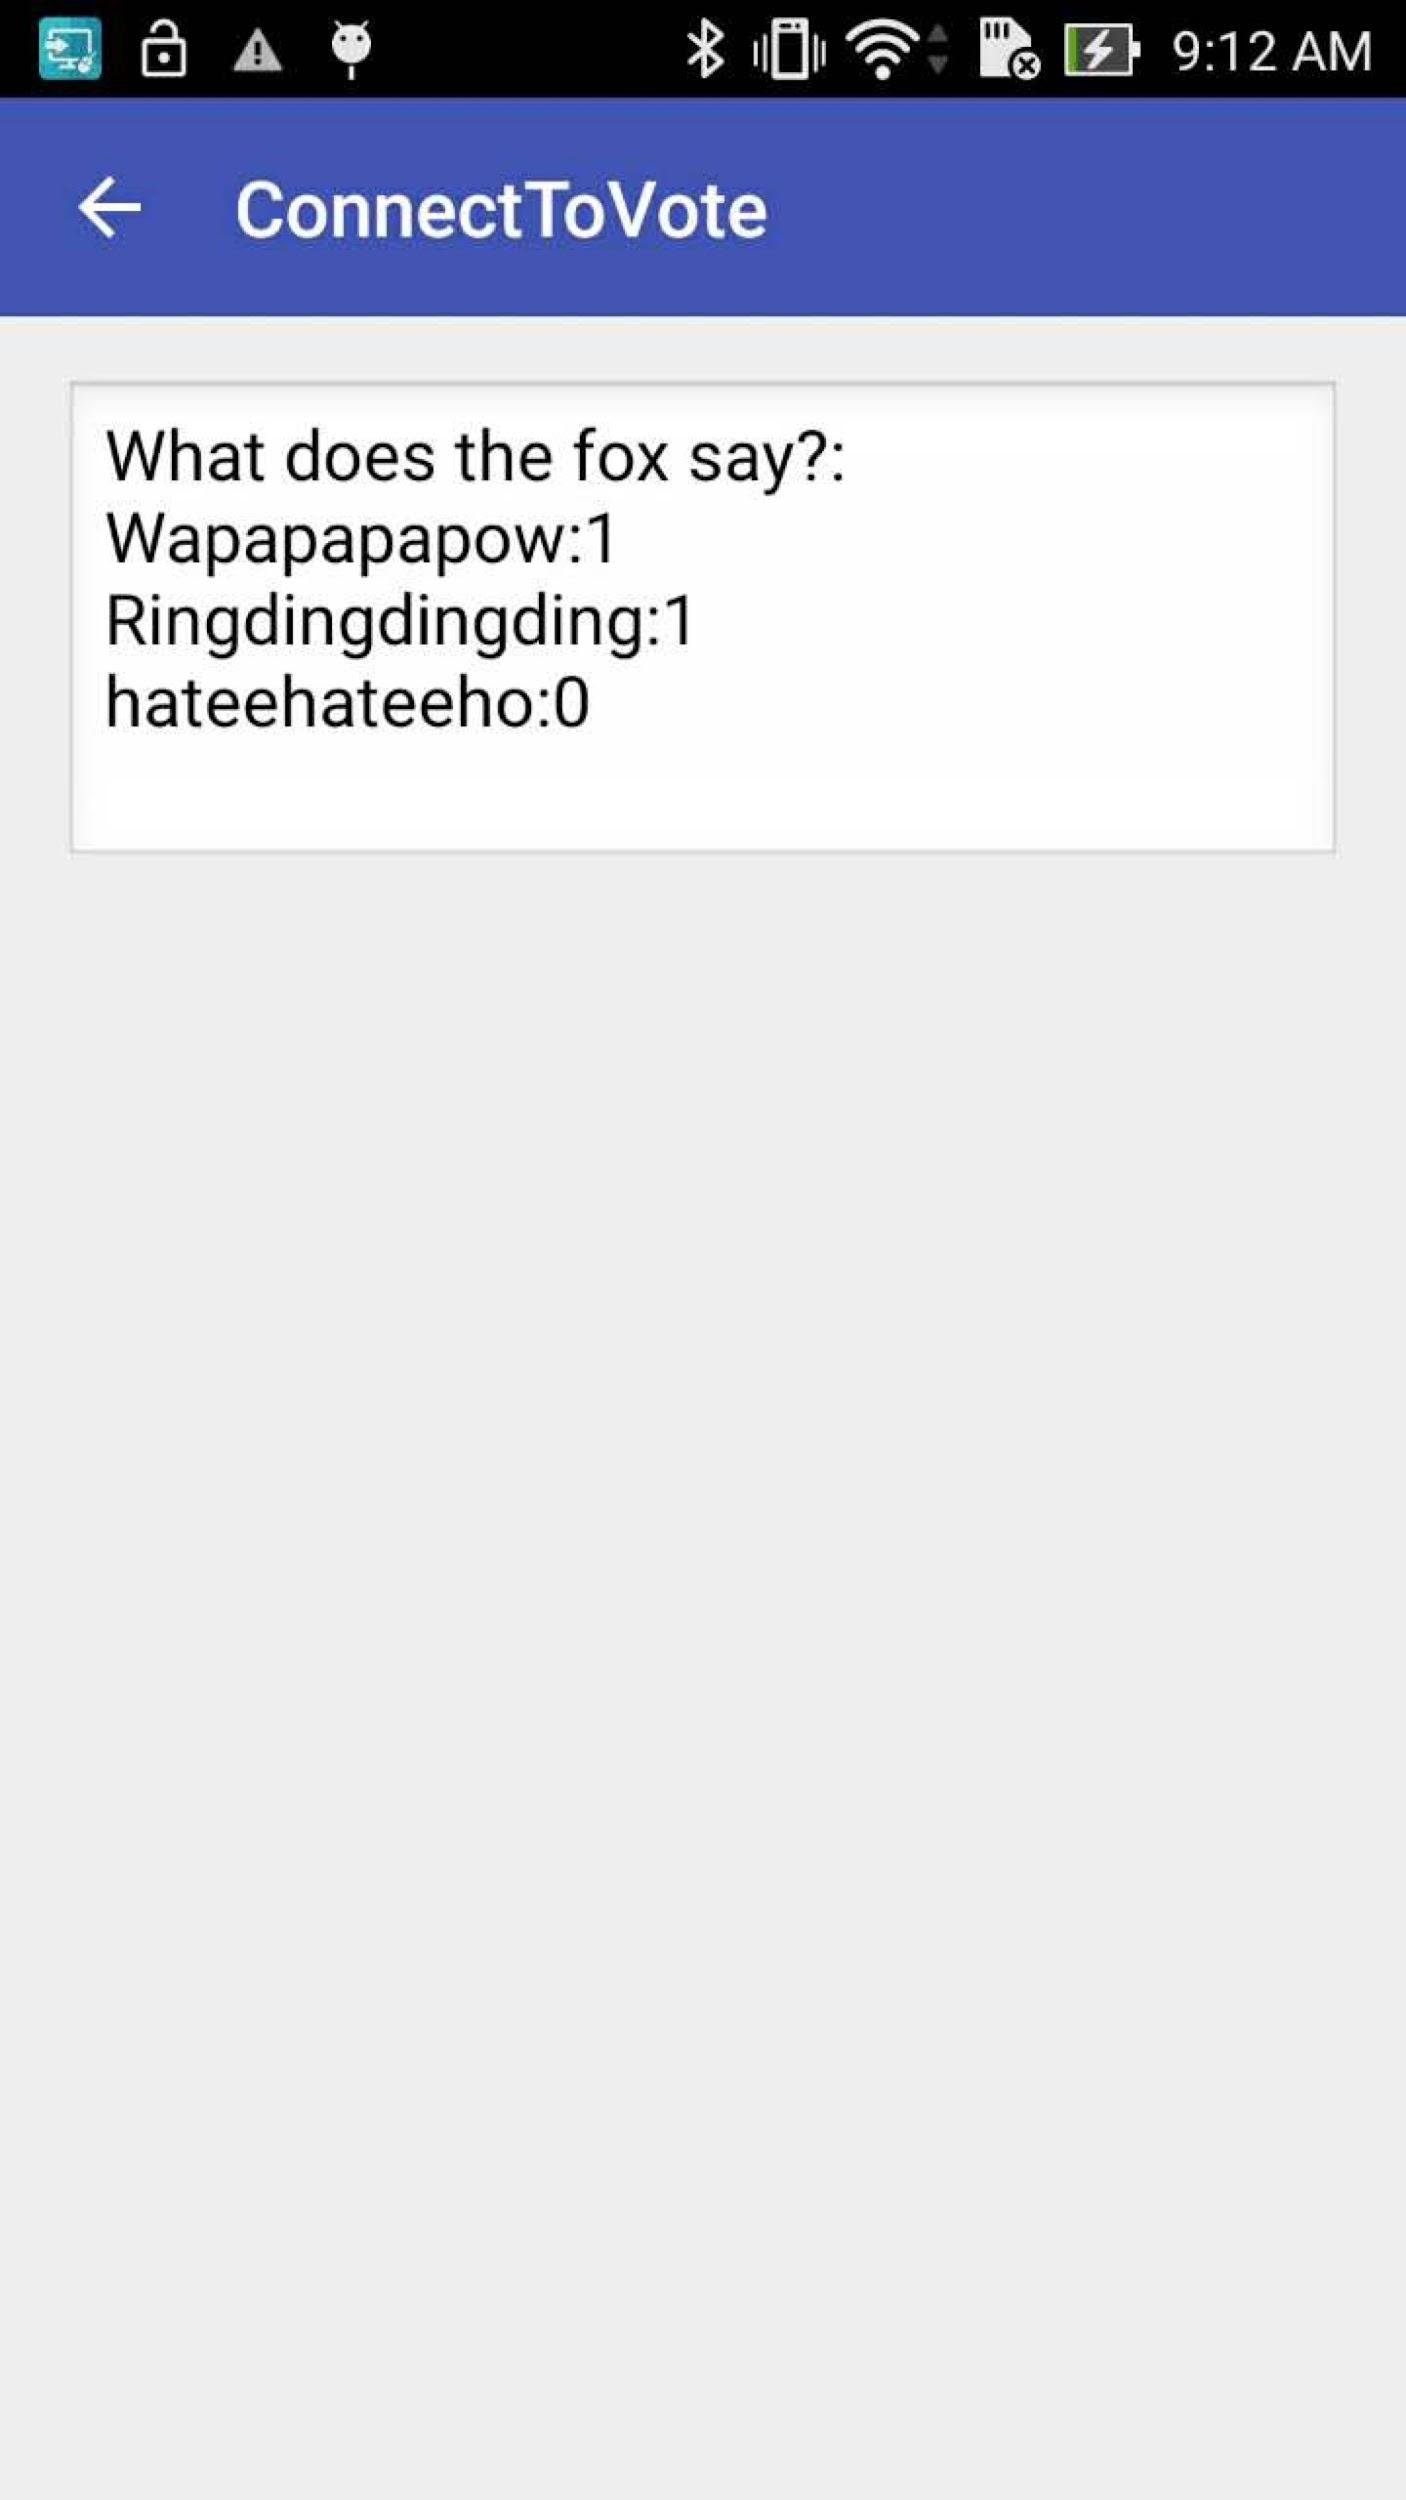 9:12 AM
ConnectToVote
What does the fox say?:
Wapapapapow:1
Ringdingdingding:1
hateehateeho:0